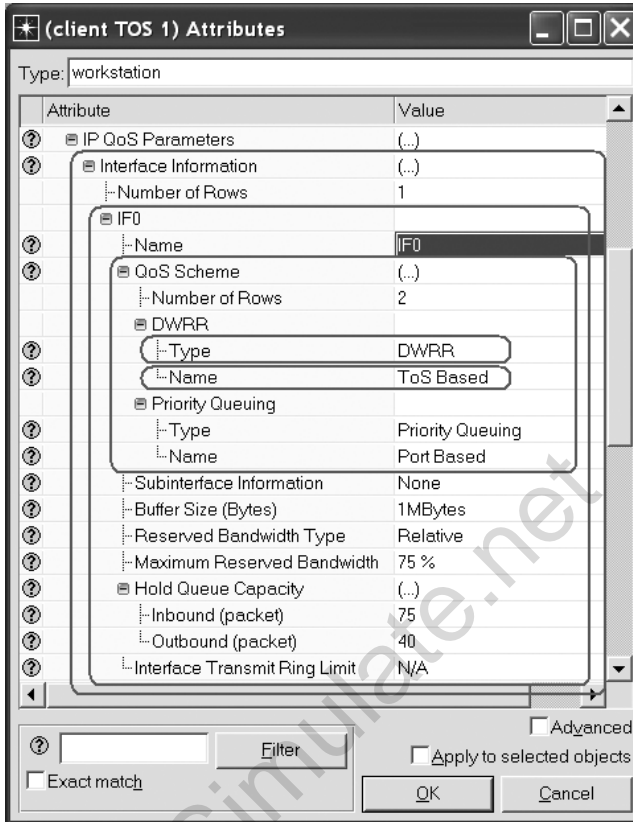 (client TOS 1) Attributes
Type: workstation
Attribute Value
IP QoS Parameters (...)
Interface Information (...)
Number of Rows 1
IF0
Name IF0
QoS Scheme (...)
Number of Rows 2
DWRR
Type DWRR
Name ToS Based
Priority Queuing
Type Priority Queuing
Name Port Based
Subinterface Information None
Buffer Size (Bytes) 1MBytes
Reserved Bandwidth Type Relative
Maximum Reserved Bandwidth 75 %
Hold Queue Capacity (...)
Inbound (packet) 75
Outbound (packet) 40
Interface Transmit Ring Limit N/A
Advanced
Filter
Apply to selected objects
Exact match
OK Cancel
Simulate.net